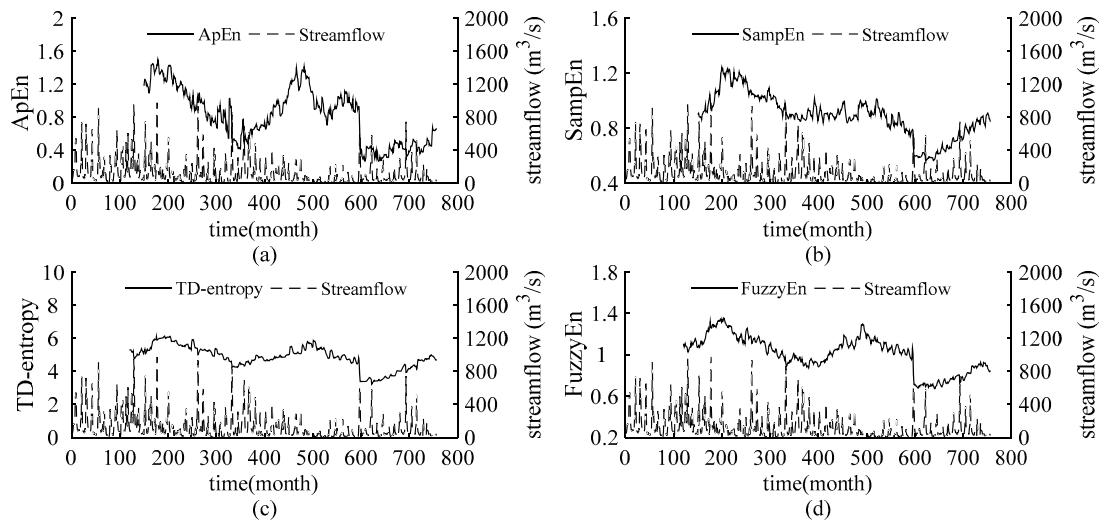 2
1.6
1.2
0.8
0.4
0
ApEn
ApEn Streamflow
2000
1600
1200
800
400
0
streamflow (m³/s)
0 100 200 300 400 500 600 700 800
time(month)
(a)
1.6
1.2
0.8
0.4
SampEn
SampEn Streamflow
2000
1600
1200
800
400
0
streamflow (m³/s)
0 100 200 300 400 500 600 700 800
time(month)
(b)
10
8
6
4
2
0
TD-entropy
TD-entropy Streamflow
2000
1600
1200
800
400
0
streamflow (m³/s)
0 100 200 300 400 500 600 700 800
time(month)
(c)
1.8
1.4
1
0.6
0.2
FuzzyEn
FuzzyEn Streamflow
2000
1600
1200
800
400
0
streamflow (m³/s)
0 100 200 300 400 500 600 700 800
time(month)
(d)